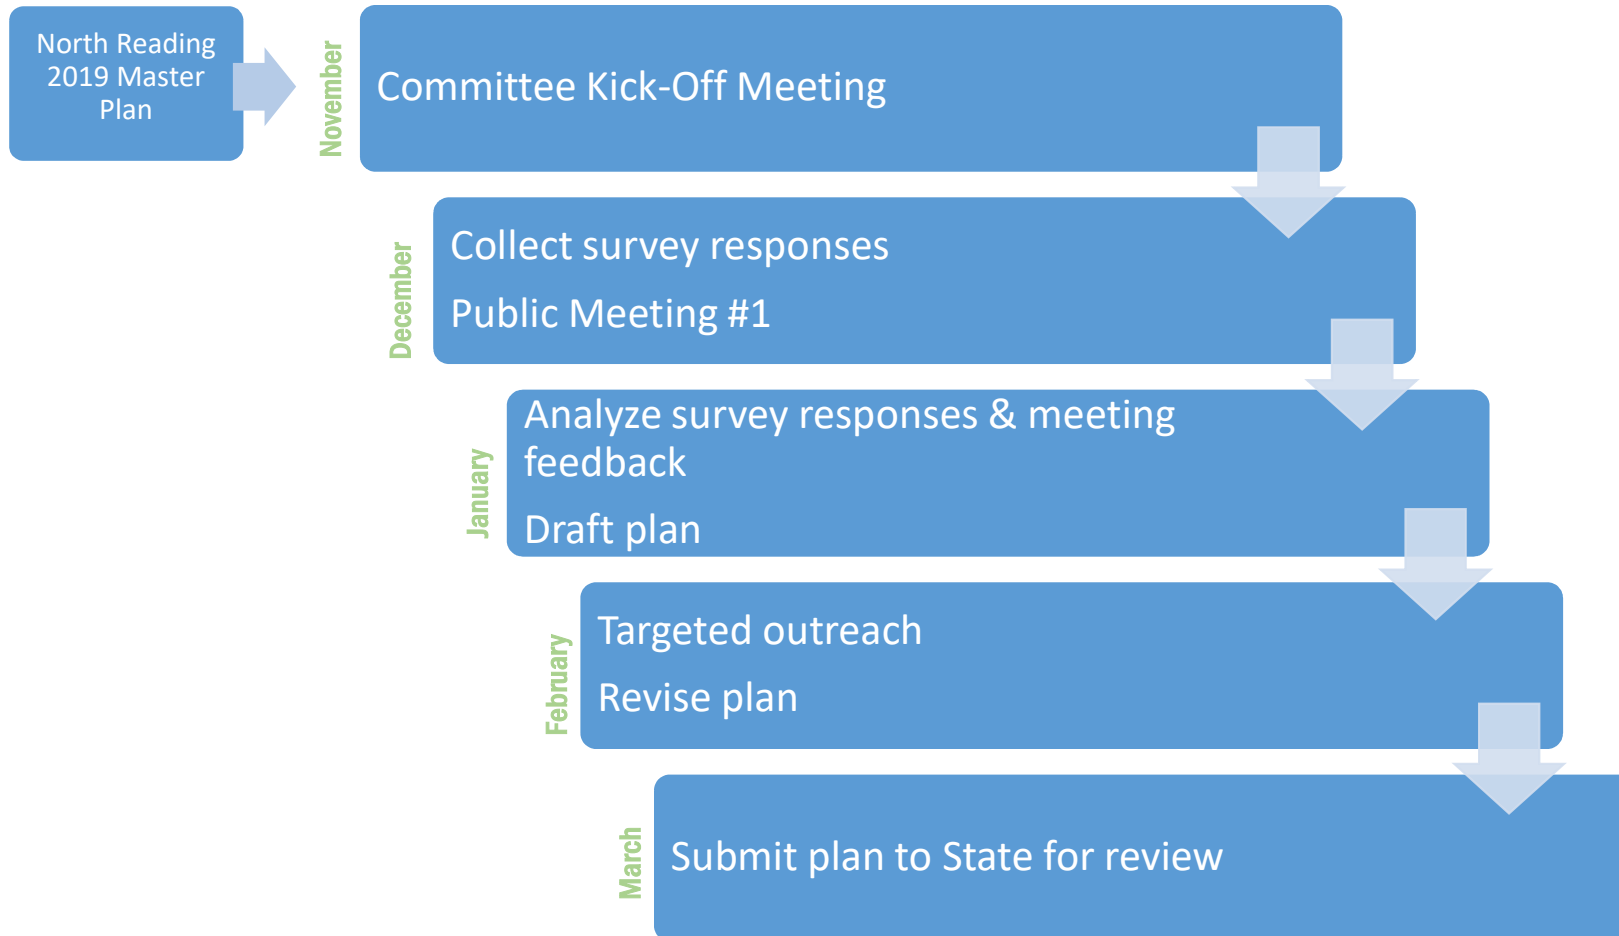 North Reading
2019 Master
Plan
November
Committee Kick-Off Meeting
December
Collect survey responses
Public Meeting #1
January
Analyze survey responses & meeting
feedback
Draft plan
February
Targeted outreach
Revise plan
March
Submit plan to State for review